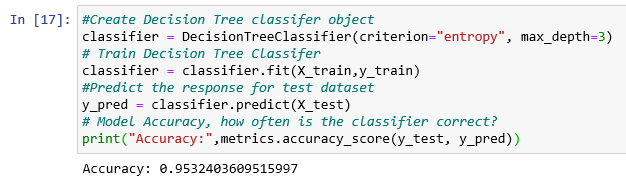 In [17]: #Create Decision Tree classifer object
classifier = DecisionTreeClassifier(criterion="entropy", max_depth=3)
# Train Decision Tree Classifer
classifier = classifier.fit(X_train,y_train)
#Predict the response for test dataset
y_pred = classifier.predict(X_test)
# Model Accuracy, how often is the classifier correct?
print("Accuracy:",metrics.accuracy_score(y_test, y_pred))
Accuracy: 0.9532403609515997